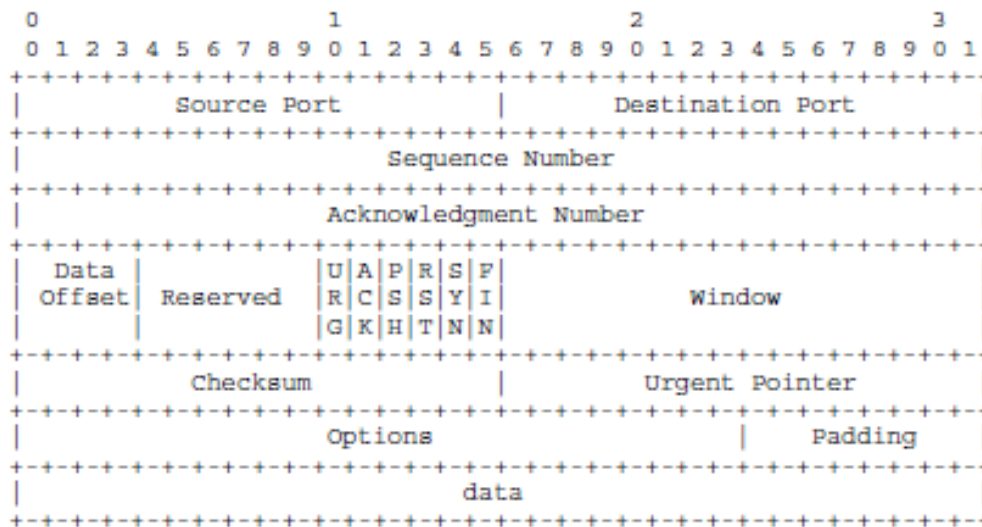 0 1 2 3
0 1 2 3 4 5 6 7 8 9 0 1 2 3 4 5 6 7 8 9 0 1 2 3 4 5 6 7 8 9 0 1
+-+-+-+-+-+-+-+-+-+-+-+-+-+-+-+-+-+-+-+-+-+-+-+-+-+-+-+-+-+-+-+-
| Source Port | Destination Port
+-+-+-+-+-+-+-+-+-+-+-+-+-+-+-+-+-+-+-+-+-+-+-+-+-+-+-+-+-+-+-+-
| Sequence Number
+-+-+-+-+-+-+-+-+-+-+-+-+-+-+-+-+-+-+-+-+-+-+-+-+-+-+-+-+-+-+-+-
| Acknowledgment Number
+-+-+-+-+-+-+-+-+-+-+-+-+-+-+-+-+-+-+-+-+-+-+-+-+-+-+-+-+-+-+-+-
| Data | |U|A|P|R|S|F|
| Offset| Reserved |R|C|S|S|Y|I| Window
| | |G|K|H|T|N|N|
+-+-+-+-+-+-+-+-+-+-+-+-+-+-+-+-+-+-+-+-+-+-+-+-+-+-+-+-+-+-+-+-
| Checksum | Urgent Pointer
+-+-+-+-+-+-+-+-+-+-+-+-+-+-+-+-+-+-+-+-+-+-+-+-+-+-+-+-+-+-+-+-
| Options | Padding
+-+-+-+-+-+-+-+-+-+-+-+-+-+-+-+-+-+-+-+-+-+-+-+-+-+-+-+-+-+-+-+-
| data
+-+-+-+-+-+-+-+-+-+-+-+-+-+-+-+-+-+-+-+-+-+-+-+-+-+-+-+-+-+-+-+-